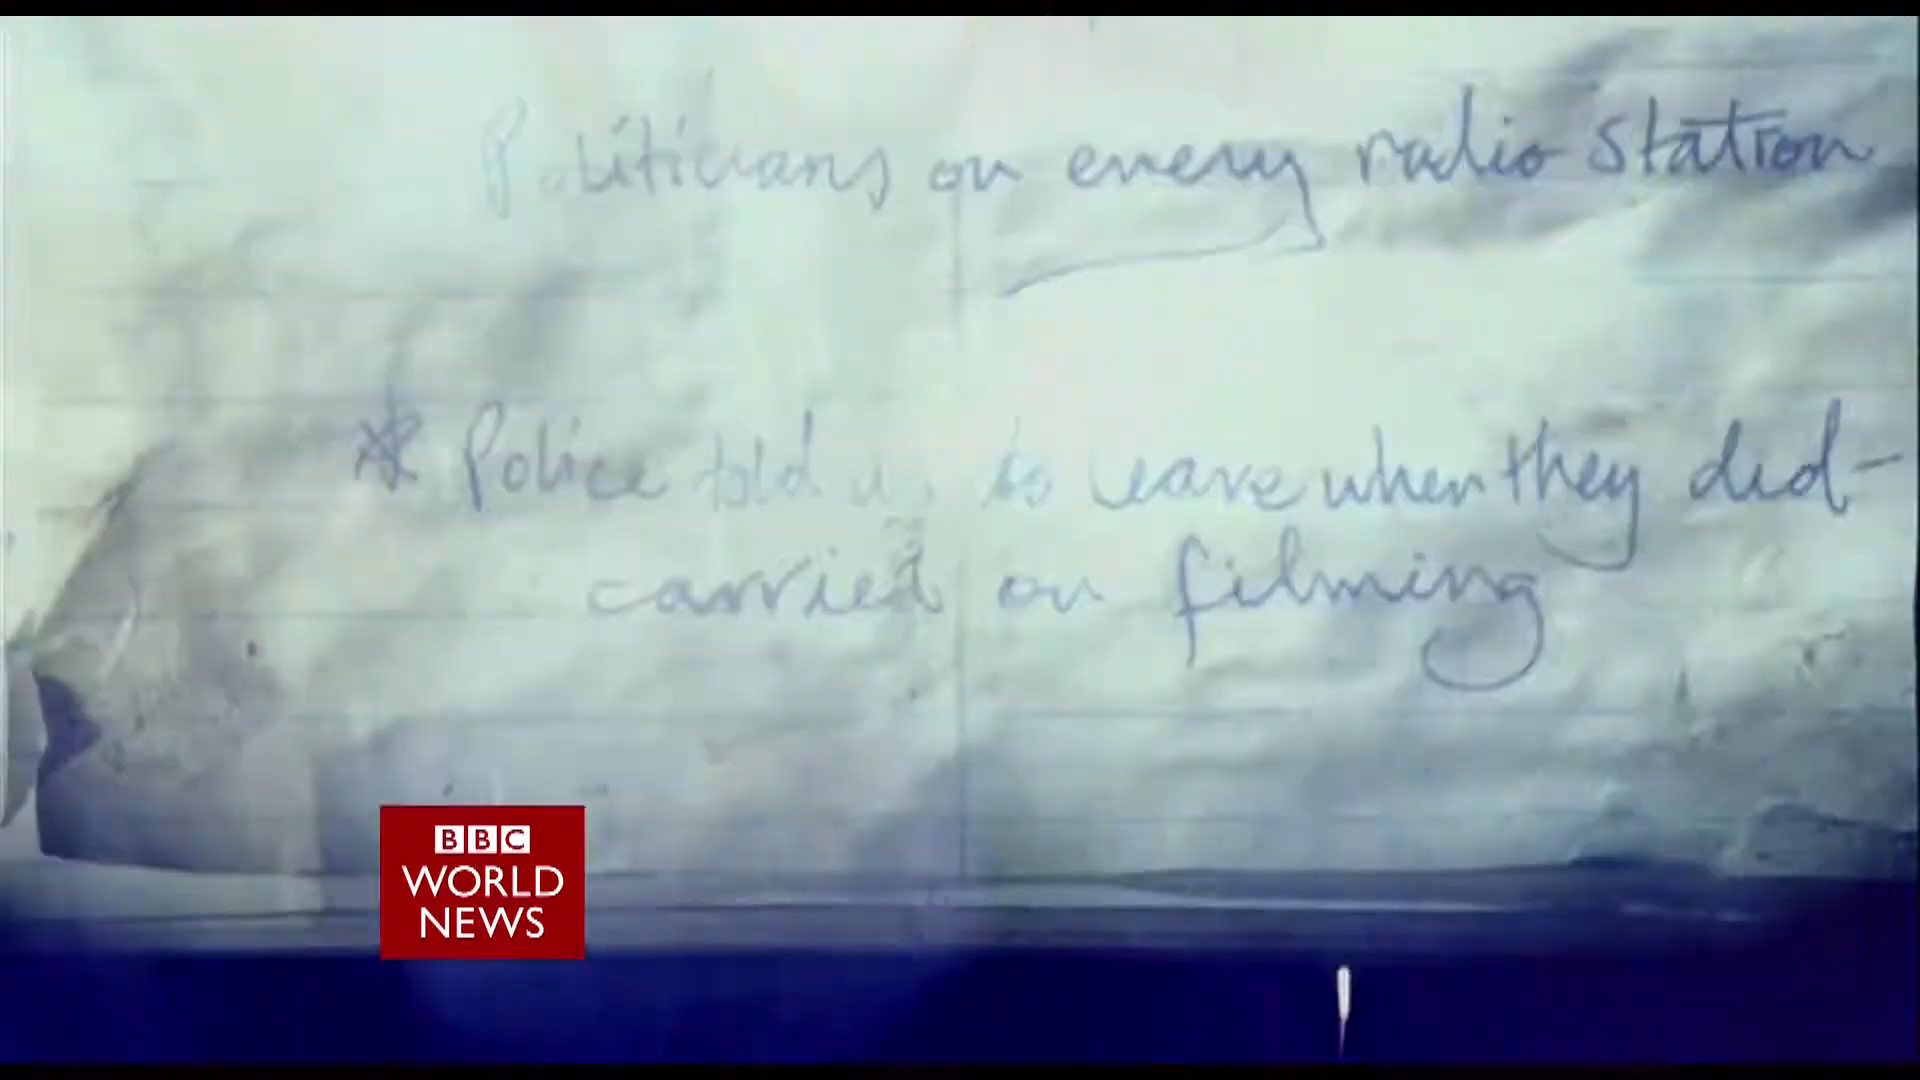 Politicians on every radio station
* Police told us to leave when they did -
carried on filming
BBC
WORLD
NEWS